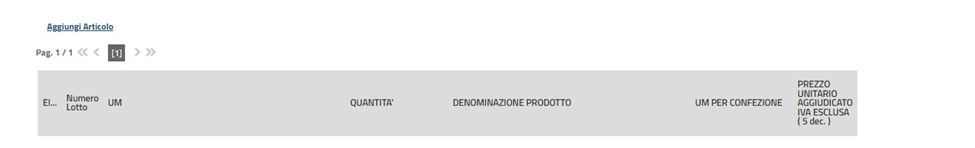 Aggiungi Articolo
Pag. 1 / 1 << < [1] > >>
El... Numero Lotto UM QUANTITA' DENOMINAZIONE PRODOTTO UM PER CONFEZIONE PREZZO UNITARIO AGGIUDICATO IVA ESCLUSA ( 5 dec. )